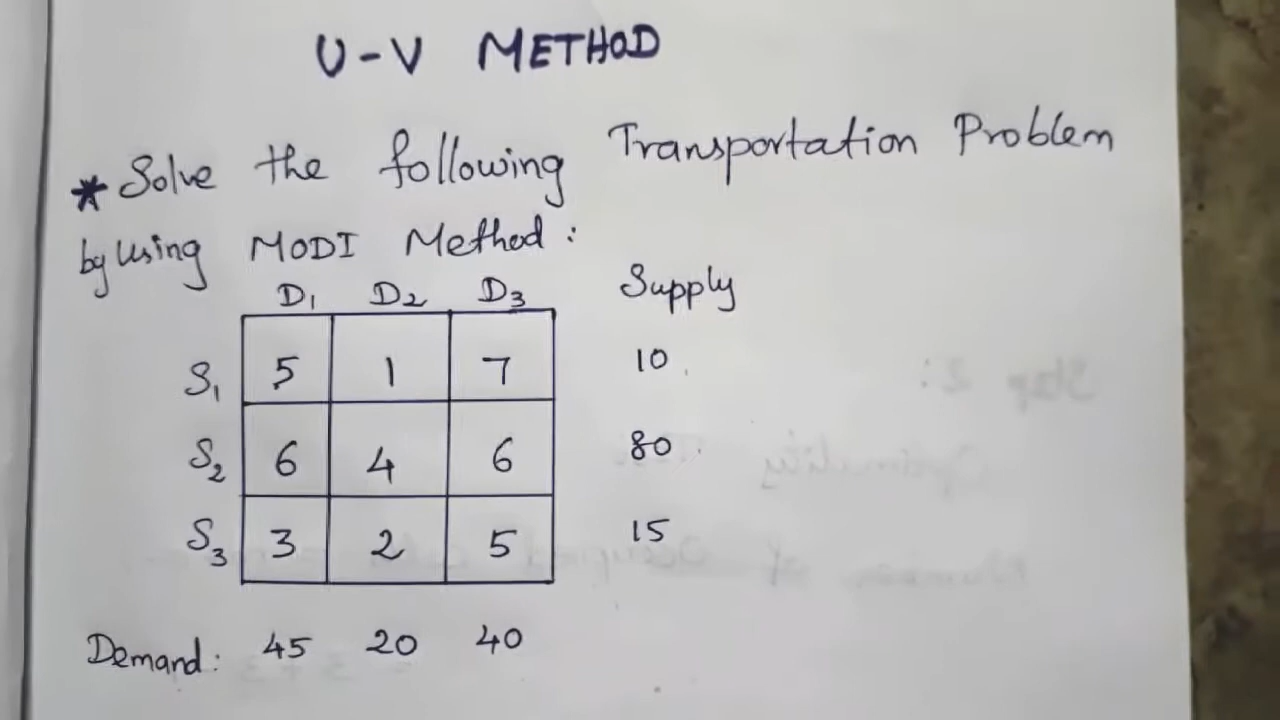 U-V METHOD
* Solve the following Transportation Problem
by using MODI Method:
D1 D2 D3 Supply
S1 5 1 7 10
S2 6 4 6 80
S3 3 2 5 15
Demand: 45 20 40